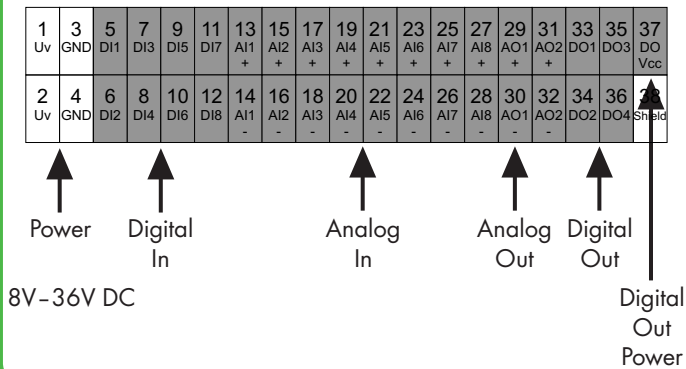 1 3 5 7 9 11 13 15 17 19 21 23 25 27 29 31 33 35 37
Uv GND DI1 DI3 DI5 DI7 AI1 AI2 AI3 AI4 AI5 AI6 AI7 AI8 AO1 AO2 DO1 DO3 DO
+ + + + + + + + + + Vcc
2 4 6 8 10 12 14 16 18 20 22 24 26 28 30 32 34 36 38
Uv GND DI2 DI4 DI6 DI8 AI1 AI2 AI3 AI4 AI5 AI6 AI7 AI8 AO1 AO2 DO2 DO4 Shield
- - - - - - - - - -
Power Digital Analog Analog Digital
In In Out Out
8V–36V DC Digital
Out
Power